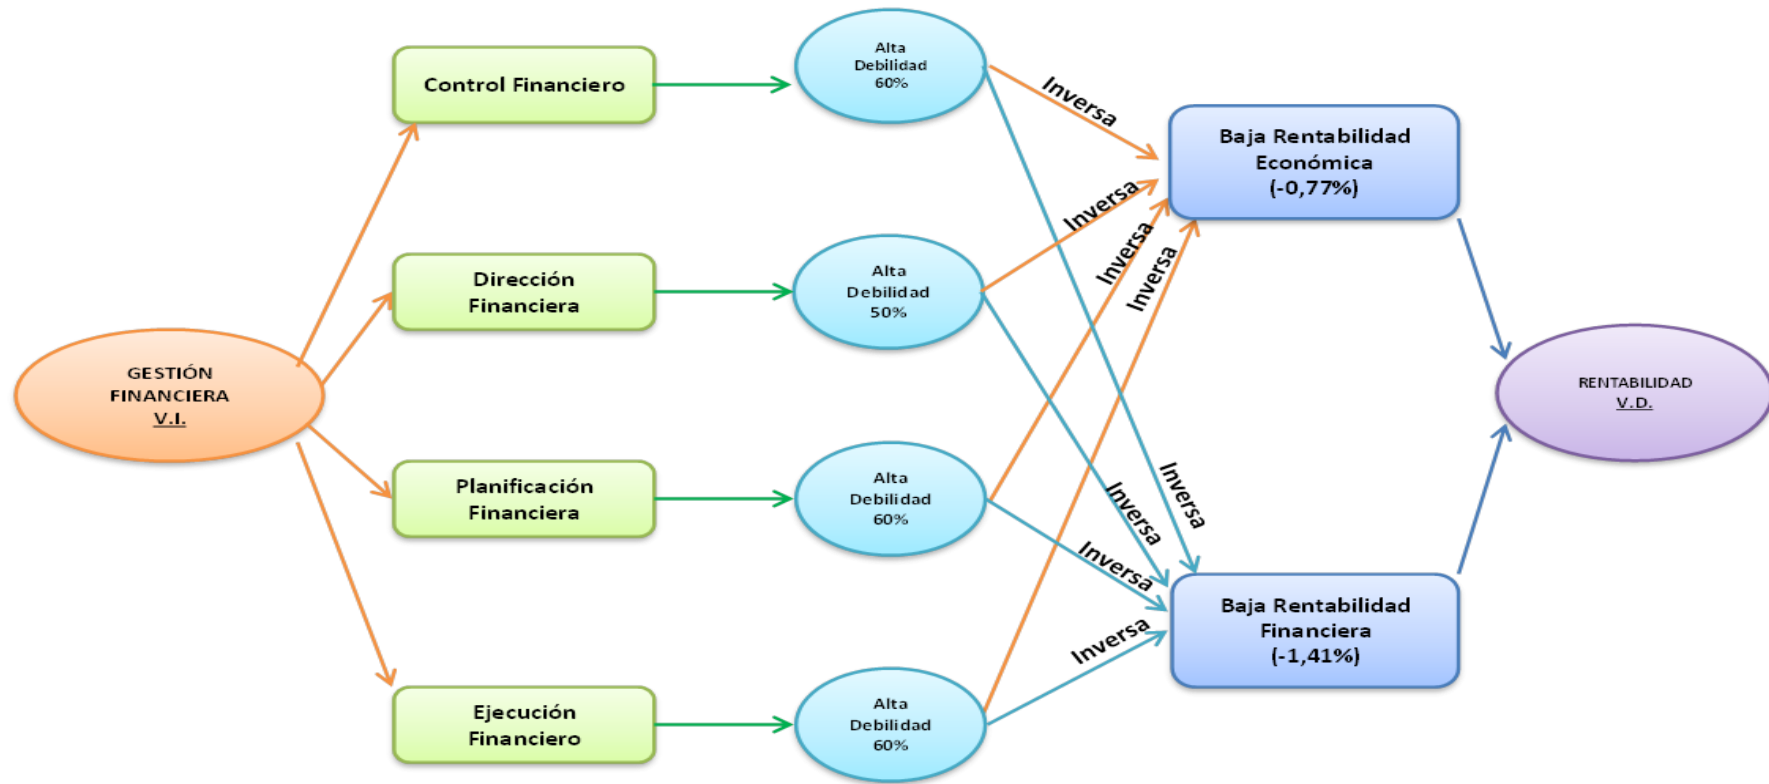 Control Financiero
Alta
Debilidad
60%
Inversa
Baja Rentabilidad
Económica
(-0,77%)
Inversa
Inversa
Inversa
Dirección
Financiera
Alta
Debilidad
50%
GESTIÓN
FINANCIERA
V.I.
RENTABILIDAD
V.D.
Planificación
Financiera
Alta
Debilidad
60%
Inversa
Inversa
Inversa
Inversa
Baja Rentabilidad
Financiera
(-1,41%)
Ejecución
Financiero
Alta
Debilidad
60%